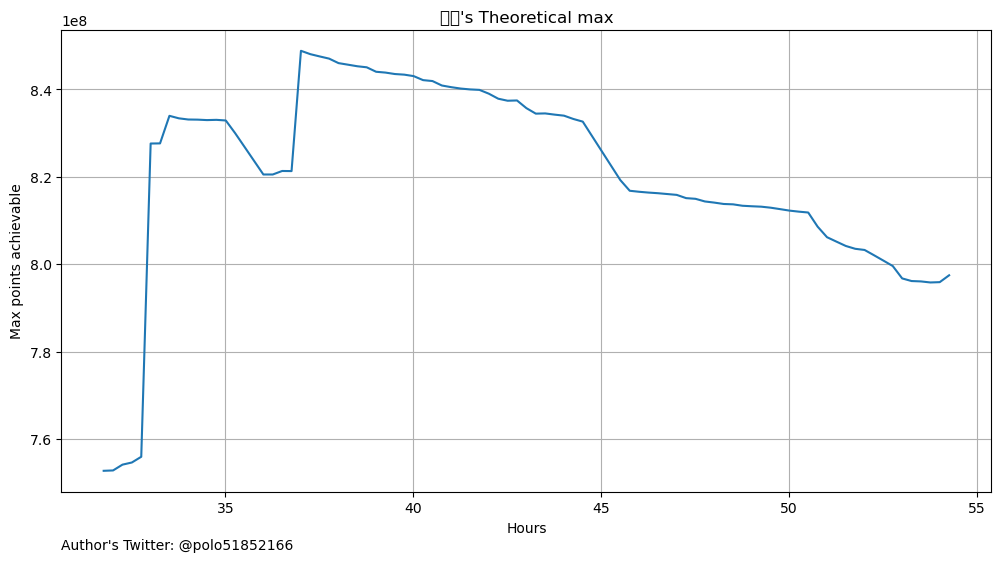 's Theoretical max
1e8
8.4
8.2
8.0
7.8
7.6
Max points achievable
35
40
45
50
55
Hours
Author's Twitter: @polo51852166